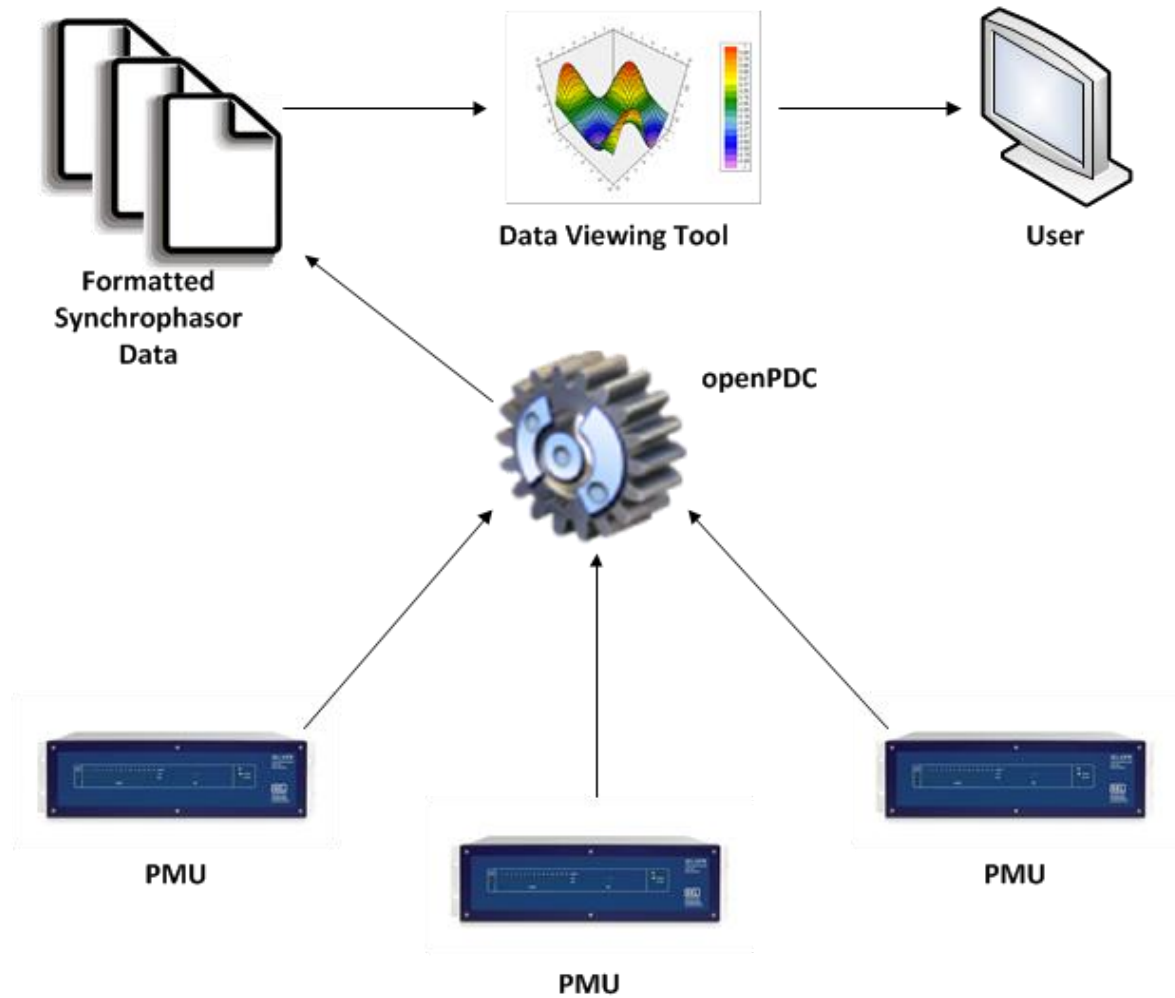 Data Viewing Tool
User
Formatted
Synchrophasor
Data
openPDC
PMU
PMU
PMU